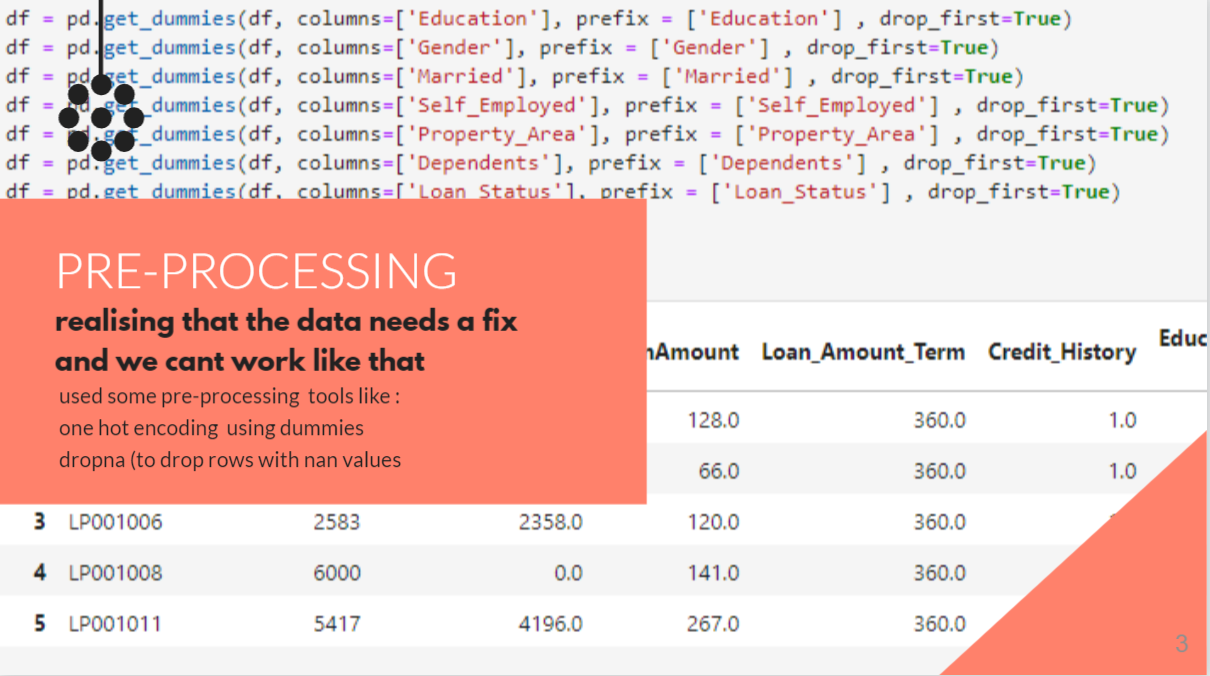 df = pd.get_dummies(df, columns=['Education'], prefix = ['Education'] , drop_first=True)
df = pd.get_dummies(df, columns=['Gender'], prefix = ['Gender'] , drop_first=True)
df = pd.get_dummies(df, columns=['Married'], prefix = ['Married'] , drop_first=True)
df = pd.get_dummies(df, columns=['Self_Employed'], prefix = ['Self_Employed'] , drop_first=True)
df = pd.get_dummies(df, columns=['Property_Area'], prefix = ['Property_Area'] , drop_first=True)
df = pd.get_dummies(df, columns=['Dependents'], prefix = ['Dependents'] , drop_first=True)
df = pd.get_dummies(df, columns=['Loan_Status'], prefix = ['Loan_Status'] , drop_first=True)
PRE-PROCESSING
realising that the data needs a fix
and we cant work like that
used some pre-processing tools like :
one hot encoding using dummies
dropna (to drop rows with nan values
Amount Loan_Amount_Term Credit_History Educ
128.0 360.0 1.0
66.0 360.0 1.0
3 LP001006 2583 2358.0 120.0 360.0
4 LP001008 6000 0.0 141.0 360.0
5 LP001011 5417 4196.0 267.0 360.0
3